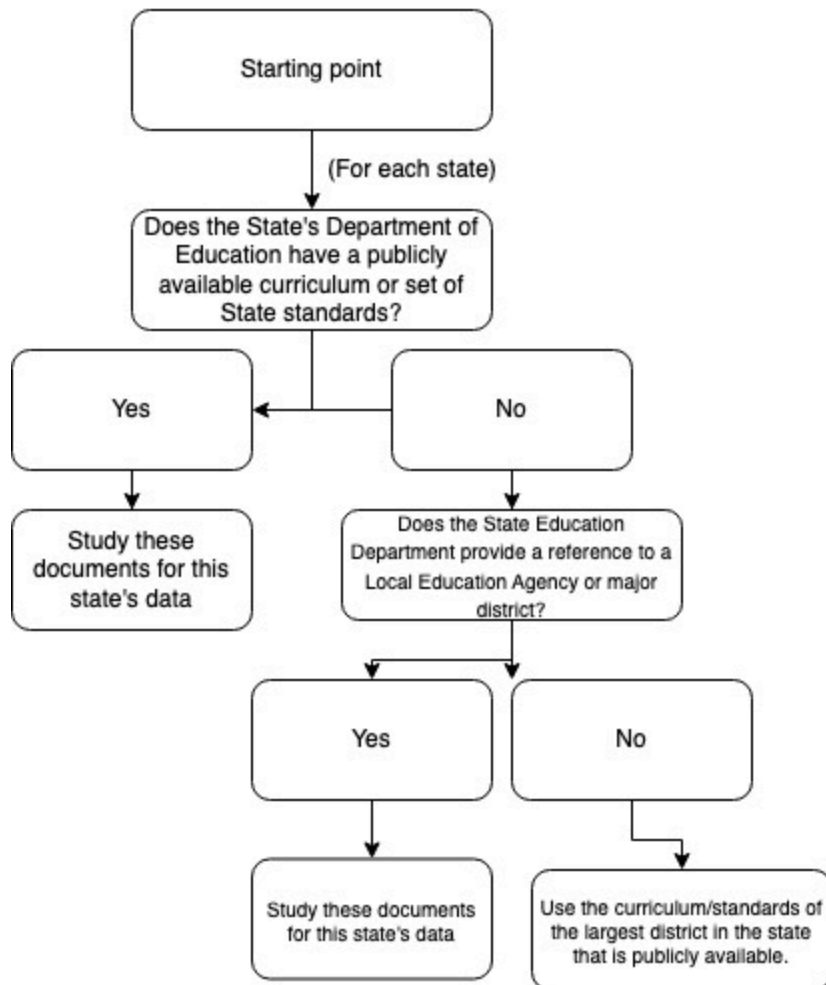 Starting point
(For each state)
Does the State's Department of
Education have a publicly
available curriculum or set of
State standards?
Yes
No
Study these
documents for this
state's data
Does the State Education
Department provide a reference to a
Local Education Agency or major
district?
Yes
No
Study these documents
for this state's data
Use the curriculum/standards of
the largest district in the state
that is publicly available.